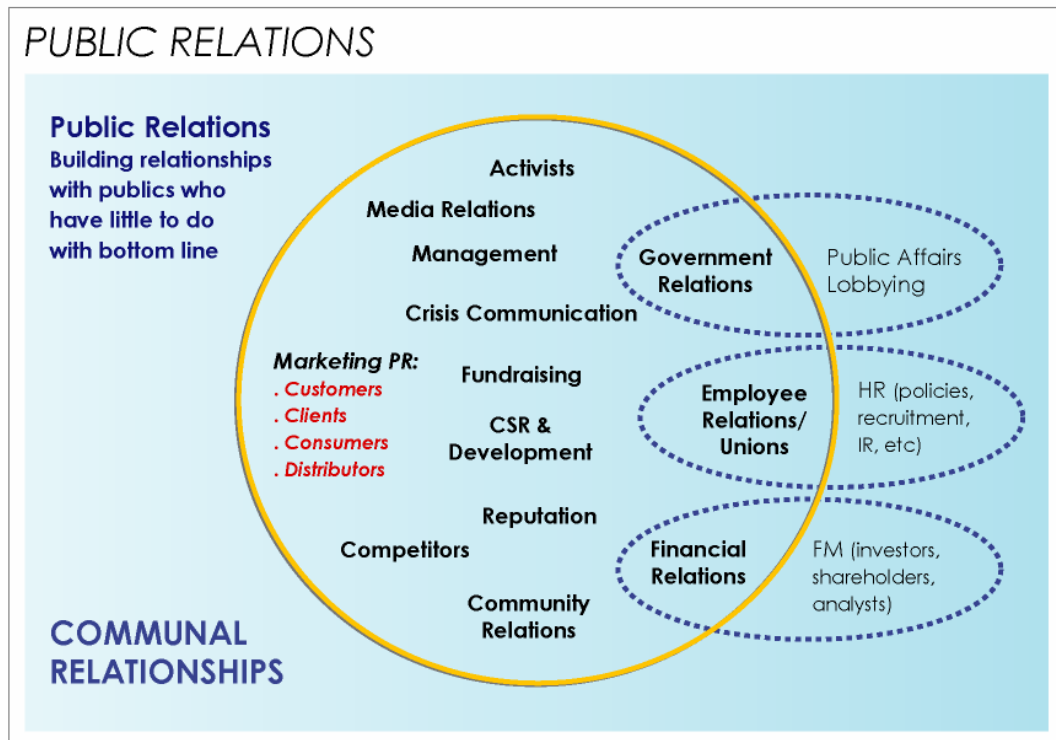 PUBLIC RELATIONS
Public Relations
Building relationships
with publics who
have little to do
with bottom line
Activists
Media Relations
Management
Crisis Communication
Marketing PR:
. Customers
. Clients
. Consumers
. Distributors
Fundraising
CSR &
Development
Reputation
Competitors
Community
Relations
Government
Relations
Public Affairs
Lobbying
Employee
Relations/
Unions
HR (policies,
recruitment,
IR, etc)
Financial
Relations
FM (investors,
shareholders,
analysts)
COMMUNAL
RELATIONSHIPS